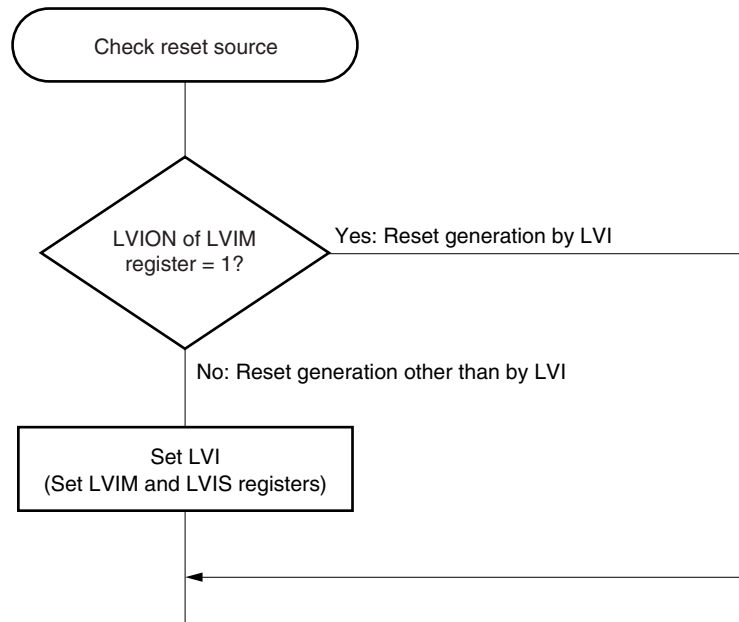 Check reset source
LVION of LVIM
register = 1?
Yes: Reset generation by LVI
No: Reset generation other than by LVI
Set LVI
(Set LVIM and LVIS registers)